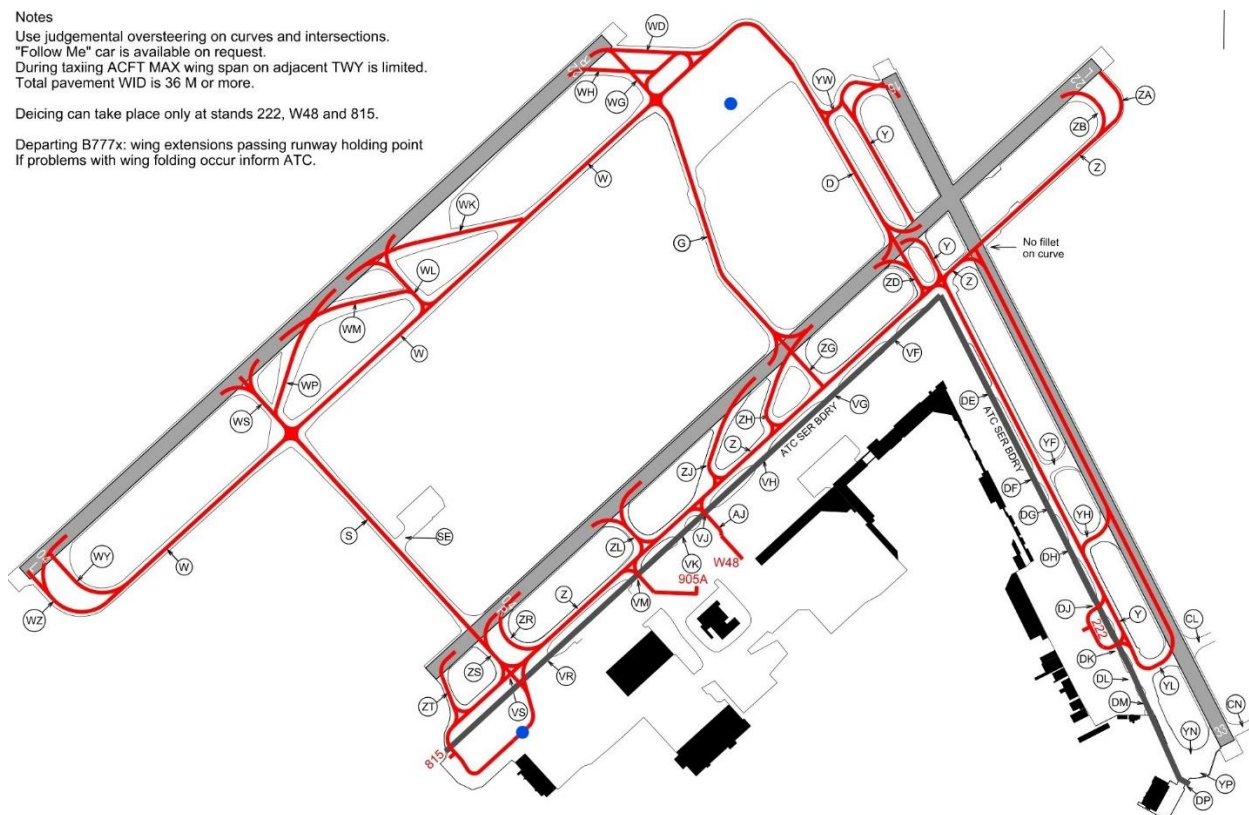 Notes
Use judgemental oversteering on curves and intersections.
"Follow Me" car is available on request.
During taxiing ACFT MAX wing span on adjacent TWY is limited.
Total pavement WID is 36 M or more.
Deicing can take place only at stands 222, W48 and 815.
Departing B777x: wing extensions passing runway holding point
If problems with wing folding occur inform ATC.
WD
WH
WG
YW
ZA
ZB
Y
W
D
Z
WK
G
Y
No fillet
on curve
WL
ZD
Z
WM
W
ZG
VF
WP
DE
VG
WS
ZH
ATC SER BDRY
ATC SER BDRY
Z
YF
VH
ZJ
DF
DG
YH
S
SE
AJ
VJ
ZL
DH
VK
W48
WY
W
905A
VM
Z
DJ
Y
WZ
ZR
222
CL
DK
ZS
VR
DL
YL
ZT
VS
DM
CN
33
YN
815
YP
DP